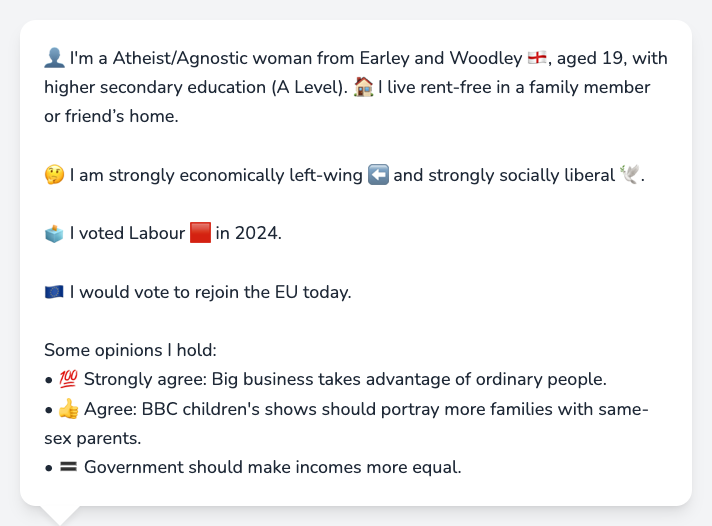 👤 I'm a Atheist/Agnostic woman from Earley and Woodley 🏴󠁧󠁢󠁥󠁮󠁧󠁿, aged 19, with
higher secondary education (A Level). 🏠 I live rent-free in a family member
or friend’s home.
🤔 I am strongly economically left-wing ⬅️ and strongly socially liberal 🕊️.
🗳️ I voted Labour 🟥 in 2024.
🇪🇺 I would vote to rejoin the EU today.
Some opinions I hold:
• 💯 Strongly agree: Big business takes advantage of ordinary people.
• 👍 Agree: BBC children's shows should portray more families with same-
sex parents.
• 🟰 Government should make incomes more equal.